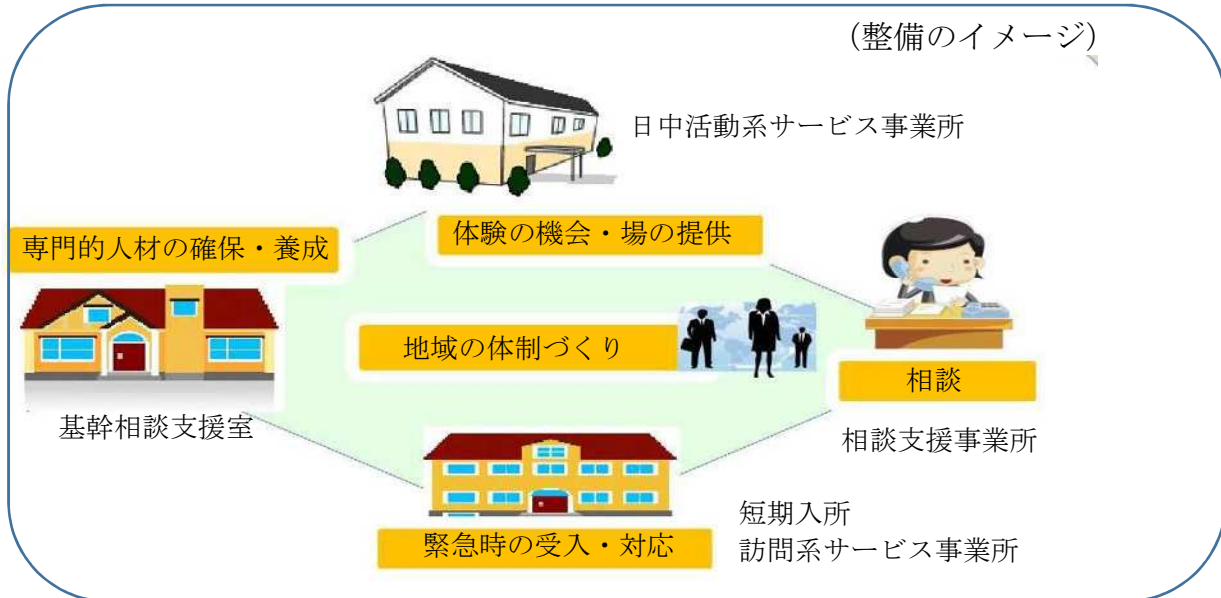 (整備のイメージ)
日中活動系サービス事業所
体験の機会・場の提供
専門的人材の確保・養成
地域の体制づくり
相談
基幹相談支援室
相談支援事業所
短期入所
緊急時の受入・対応
訪問系サービス事業所